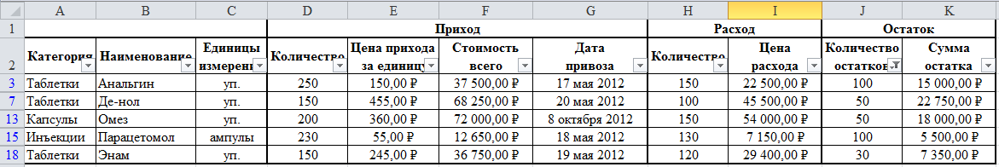 A B C D E F G H I J K
1 Приход Расход Остаток
2 Категория Наименование Единицы измерени Количество Цена прихода за единицу Стоимость всего Дата привоза Количество Цена расхода Количество остатков Сумма остатка
3 Таблетки Анальгин уп. 250 150,00 ₽ 37 500,00 ₽ 17 мая 2012 150 22 500,00 ₽ 100 15 000,00 ₽
7 Таблетки Де-нол уп. 150 455,00 ₽ 68 250,00 ₽ 20 мая 2012 100 45 500,00 ₽ 50 22 750,00 ₽
13 Капсулы Омез уп. 200 360,00 ₽ 72 000,00 ₽ 8 октября 2012 150 54 000,00 ₽ 50 18 000,00 ₽
15 Инъекции Парацетомол ампулы 230 55,00 ₽ 12 650,00 ₽ 18 мая 2012 130 7 150,00 ₽ 100 5 500,00 ₽
18 Таблетки Энам уп. 150 245,00 ₽ 36 750,00 ₽ 19 мая 2012 120 29 400,00 ₽ 30 7 350,00 ₽